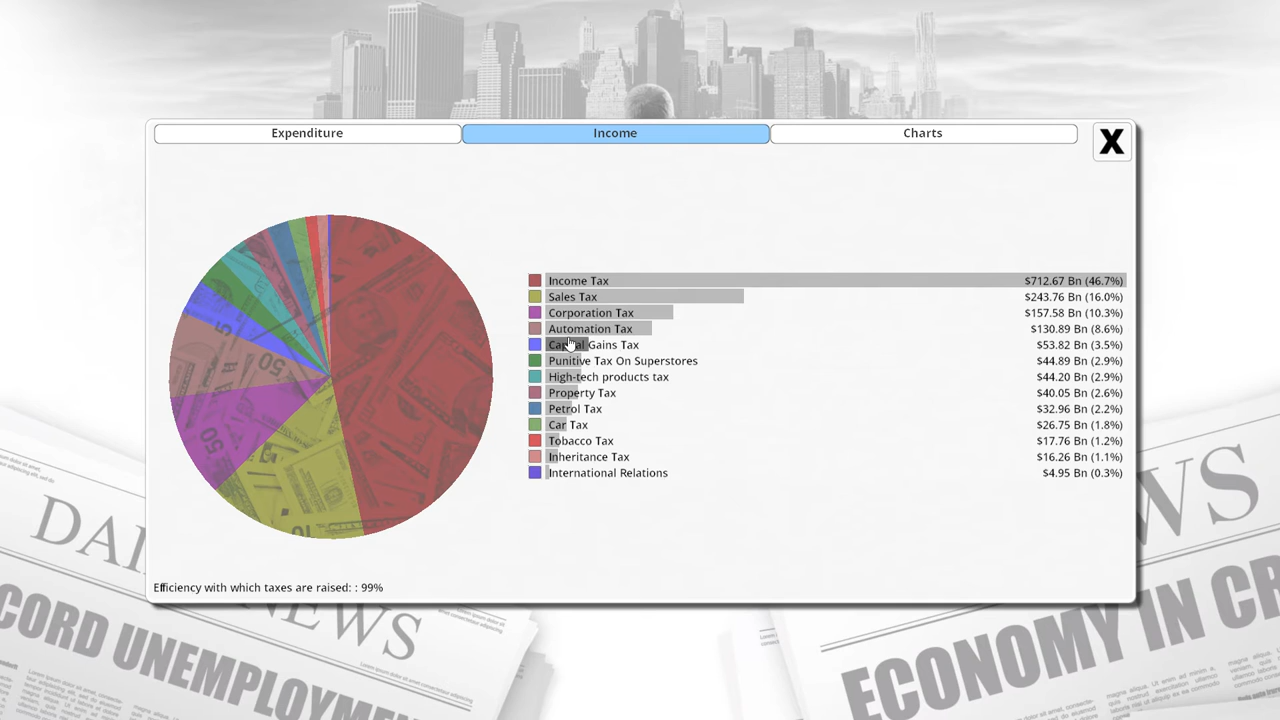 Expenditure
Income
Charts
X
Income Tax $712.67 Bn (46.7%)
Sales Tax $243.76 Bn (16.0%)
Corporation Tax $157.58 Bn (10.3%)
Automation Tax $130.89 Bn (8.6%)
Capital Gains Tax $53.82 Bn (3.5%)
Punitive Tax On Superstores $44.89 Bn (2.9%)
High-tech products tax $44.20 Bn (2.9%)
Property Tax $40.05 Bn (2.6%)
Petrol Tax $32.96 Bn (2.2%)
Car Tax $26.75 Bn (1.8%)
Tobacco Tax $17.76 Bn (1.2%)
Inheritance Tax $16.26 Bn (1.1%)
International Relations $4.95 Bn (0.3%)
Efficiency with which taxes are raised: : 99%
DAI
NEWS
CORD UNEMPLOYM
WS
ECONOMY IN CR